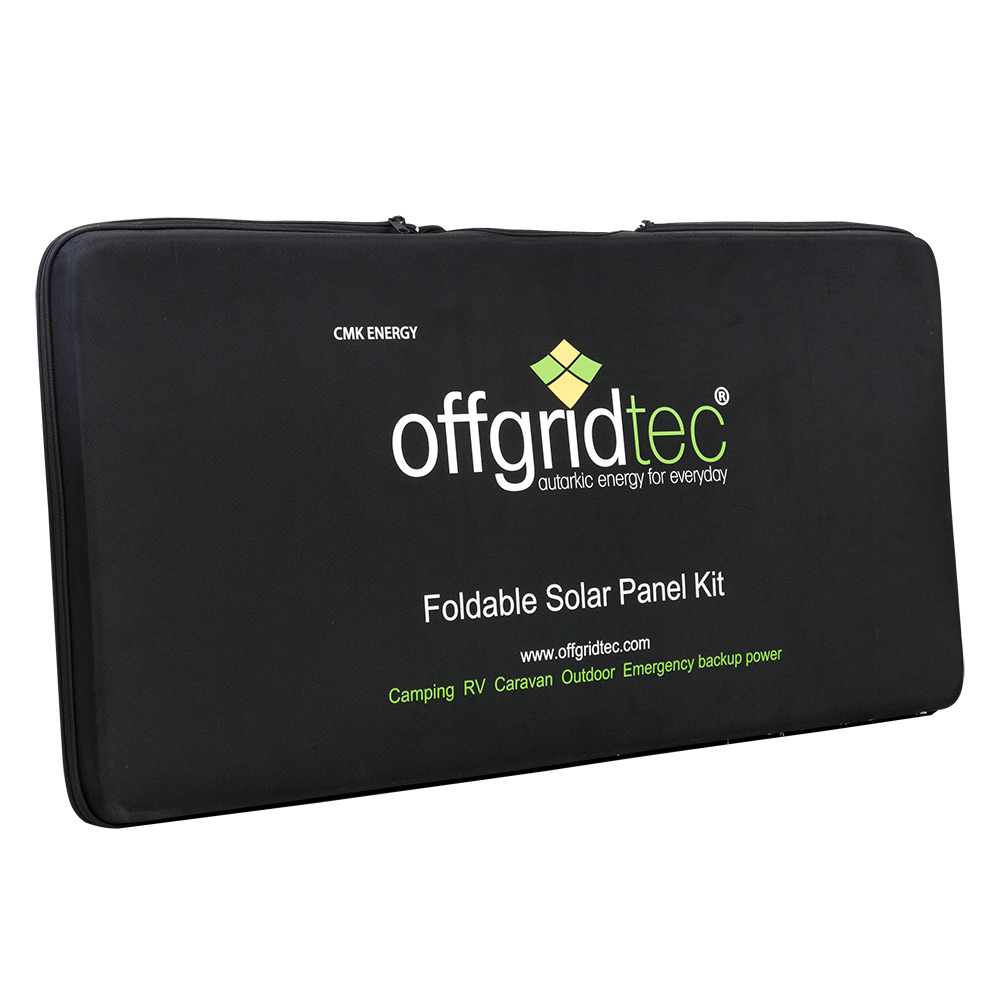 CMK ENERGY
offgridtec®
autarkic energy for everyday
Foldable Solar Panel Kit
www.offgridtec.com
Camping RV Caravan Outdoor Emergency backup power